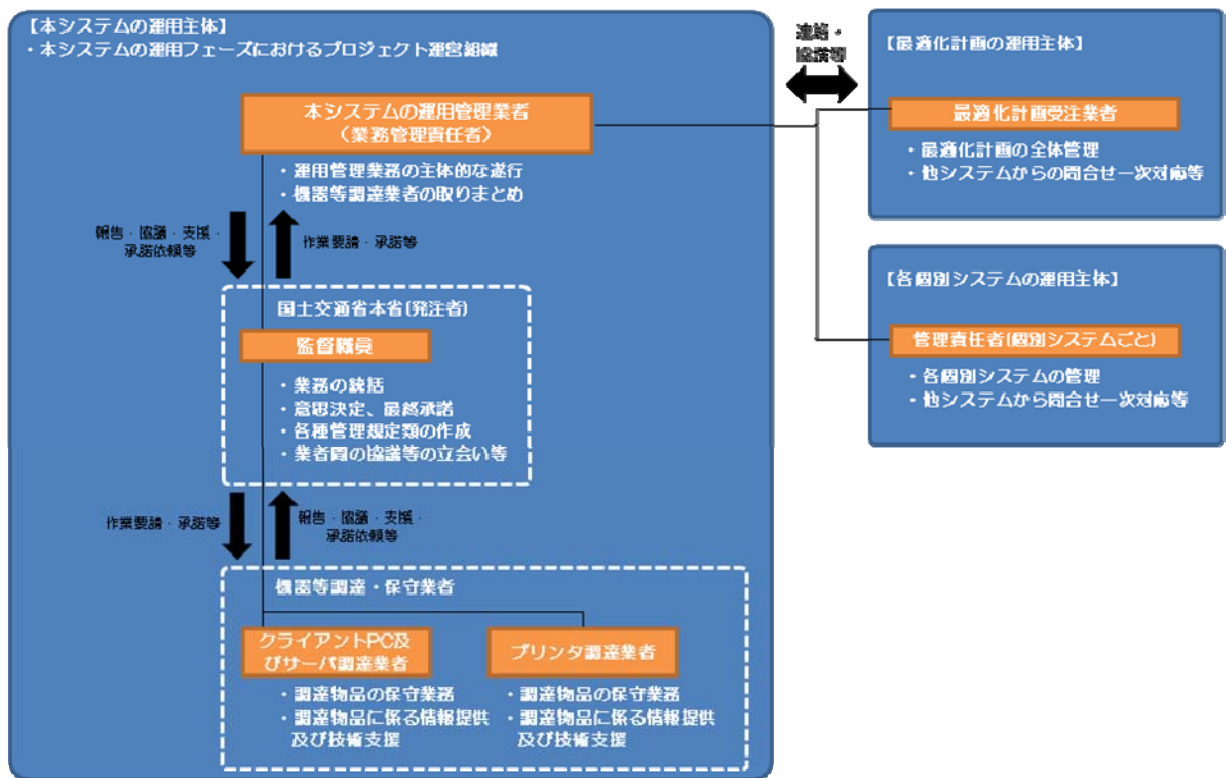 【本システムの運用主体】
・本システムの運用フェーズにおけるプロジェクト運営組織
本システムの運用管理業者
（業務管理責任者）
・運用管理業務の主体的な遂行
・機器等調達業者の取りまとめ
報告・協議・支援・
承諾依頼等
作業要請・承諾等
国土交通省本省(発注者)
監督職員
・業務の統括
・意思決定、最終承諾
・各種管理規定類の作成
・業者間の協議等の立会い等
作業要請・承諾等
報告・協議・支援・
承諾依頼等
機器等調達・保守業者
クライアントPC及
びサーバ調達業者
・調達物品の保守業務
・調達物品に係る情報提供
及び技術支援
プリンタ調達業者
・調達物品の保守業務
・調達物品に係る情報提供
及び技術支援
連絡・
協議等
【最適化計画の運用主体】
最適化計画受注業者
・最適化計画の全体管理
・他システムからの問合せ一次対応等
【各個別システムの運用主体】
管理責任者(個別システムごと)
・各個別システムの管理
・他システムから問合せ一次対応等